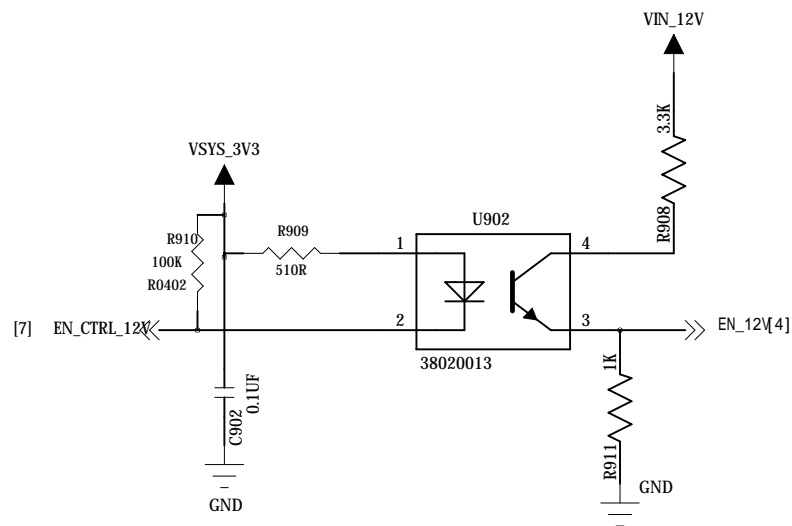 VIN_12V
3.3K
R908
VSYS_3V3
R910
100K
R0402
R909
510R
U902
1
4
2
3
38020013
[7] EN_CTRL_12V
EN_12V[4]
0.1UF
C902
GND
1K
R911
GND